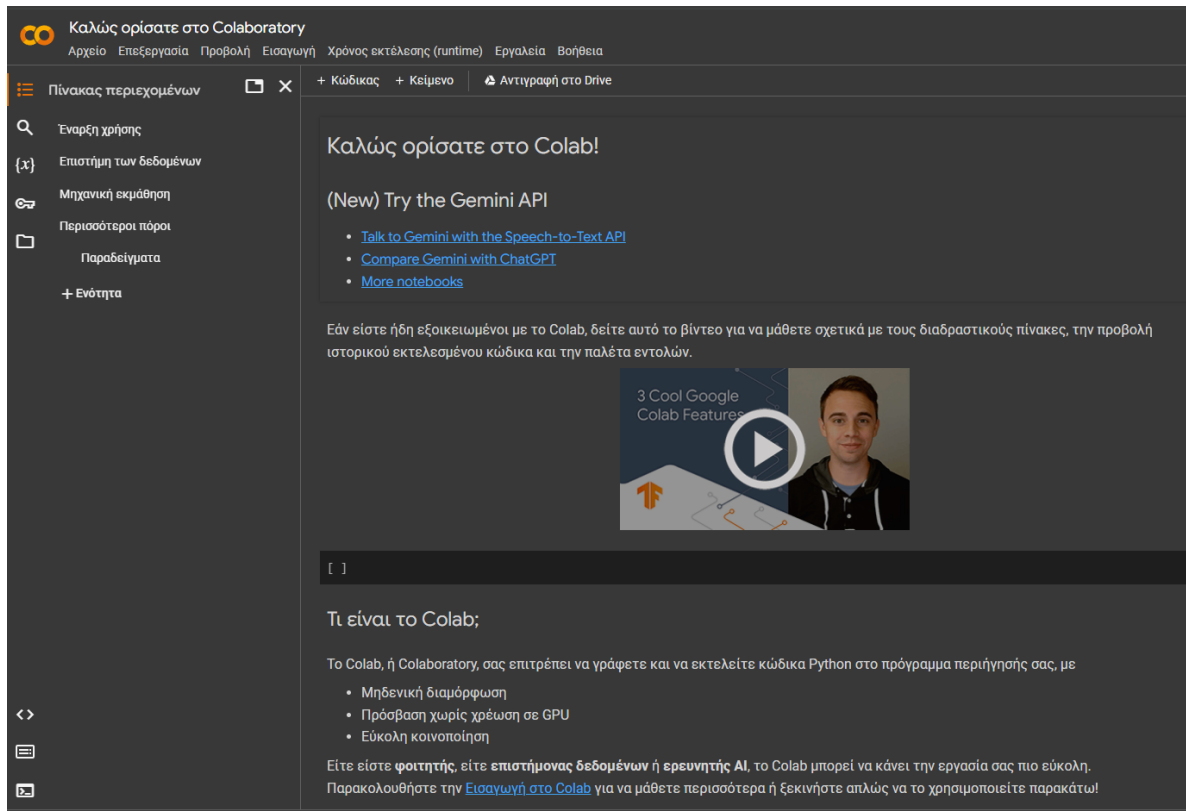 Καλώς ορίσατε στο Colaboratory
Αρχείο Επεξεργασία Προβολή Εισαγωγή Χρόνος εκτέλεσης (runtime) Εργαλεία Βοήθεια
Πίνακας περιεχομένων
Έναρξη χρήσης
Επιστήμη των δεδομένων
Μηχανική εκμάθηση
Περισσότεροι πόροι
Παραδείγματα
+ Ενότητα
{x}
+ Κώδικας + Κείμενο Αντιγραφή στο Drive
Καλώς ορίσατε στο Colab!
(New) Try the Gemini API
• Talk to Gemini with the Speech-to-Text API
• Compare Gemini with ChatGPT
• More notebooks
Εάν είστε ήδη εξοικειωμένοι με το Colab, δείτε αυτό το βίντεο για να μάθετε σχετικά με τους διαδραστικούς πίνακες, την προβολή
ιστορικού εκτελεσμένου κώδικα και την παλέτα εντολών.
3 Cool Google
Colab Features
[ ]
Τι είναι το Colab;
Το Colab, ή Colaboratory, σας επιτρέπει να γράφετε και να εκτελείτε κώδικα Python στο πρόγραμμα περιήγησής σας, με
• Μηδενική διαμόρφωση
• Πρόσβαση χωρίς χρέωση σε GPU
• Εύκολη κοινοποίηση
Είτε είστε φοιτητής, είτε επιστήμονας δεδομένων ή ερευνητής AI, το Colab μπορεί να κάνει την εργασία σας πιο εύκολη.
Παρακολουθήστε την Εισαγωγή στο Colab για να μάθετε περισσότερα ή ξεκινήστε απλώς να το χρησιμοποιείτε παρακάτω!